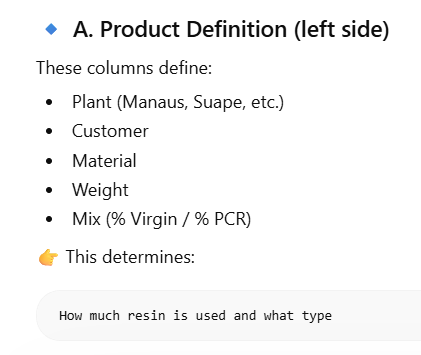 🔹 A. Product Definition (left side)
These columns define:
• Plant (Manaus, Suape, etc.)
• Customer
• Material
• Weight
• Mix (% Virgin / % PCR)
👉 This determines:
How much resin is used and what type